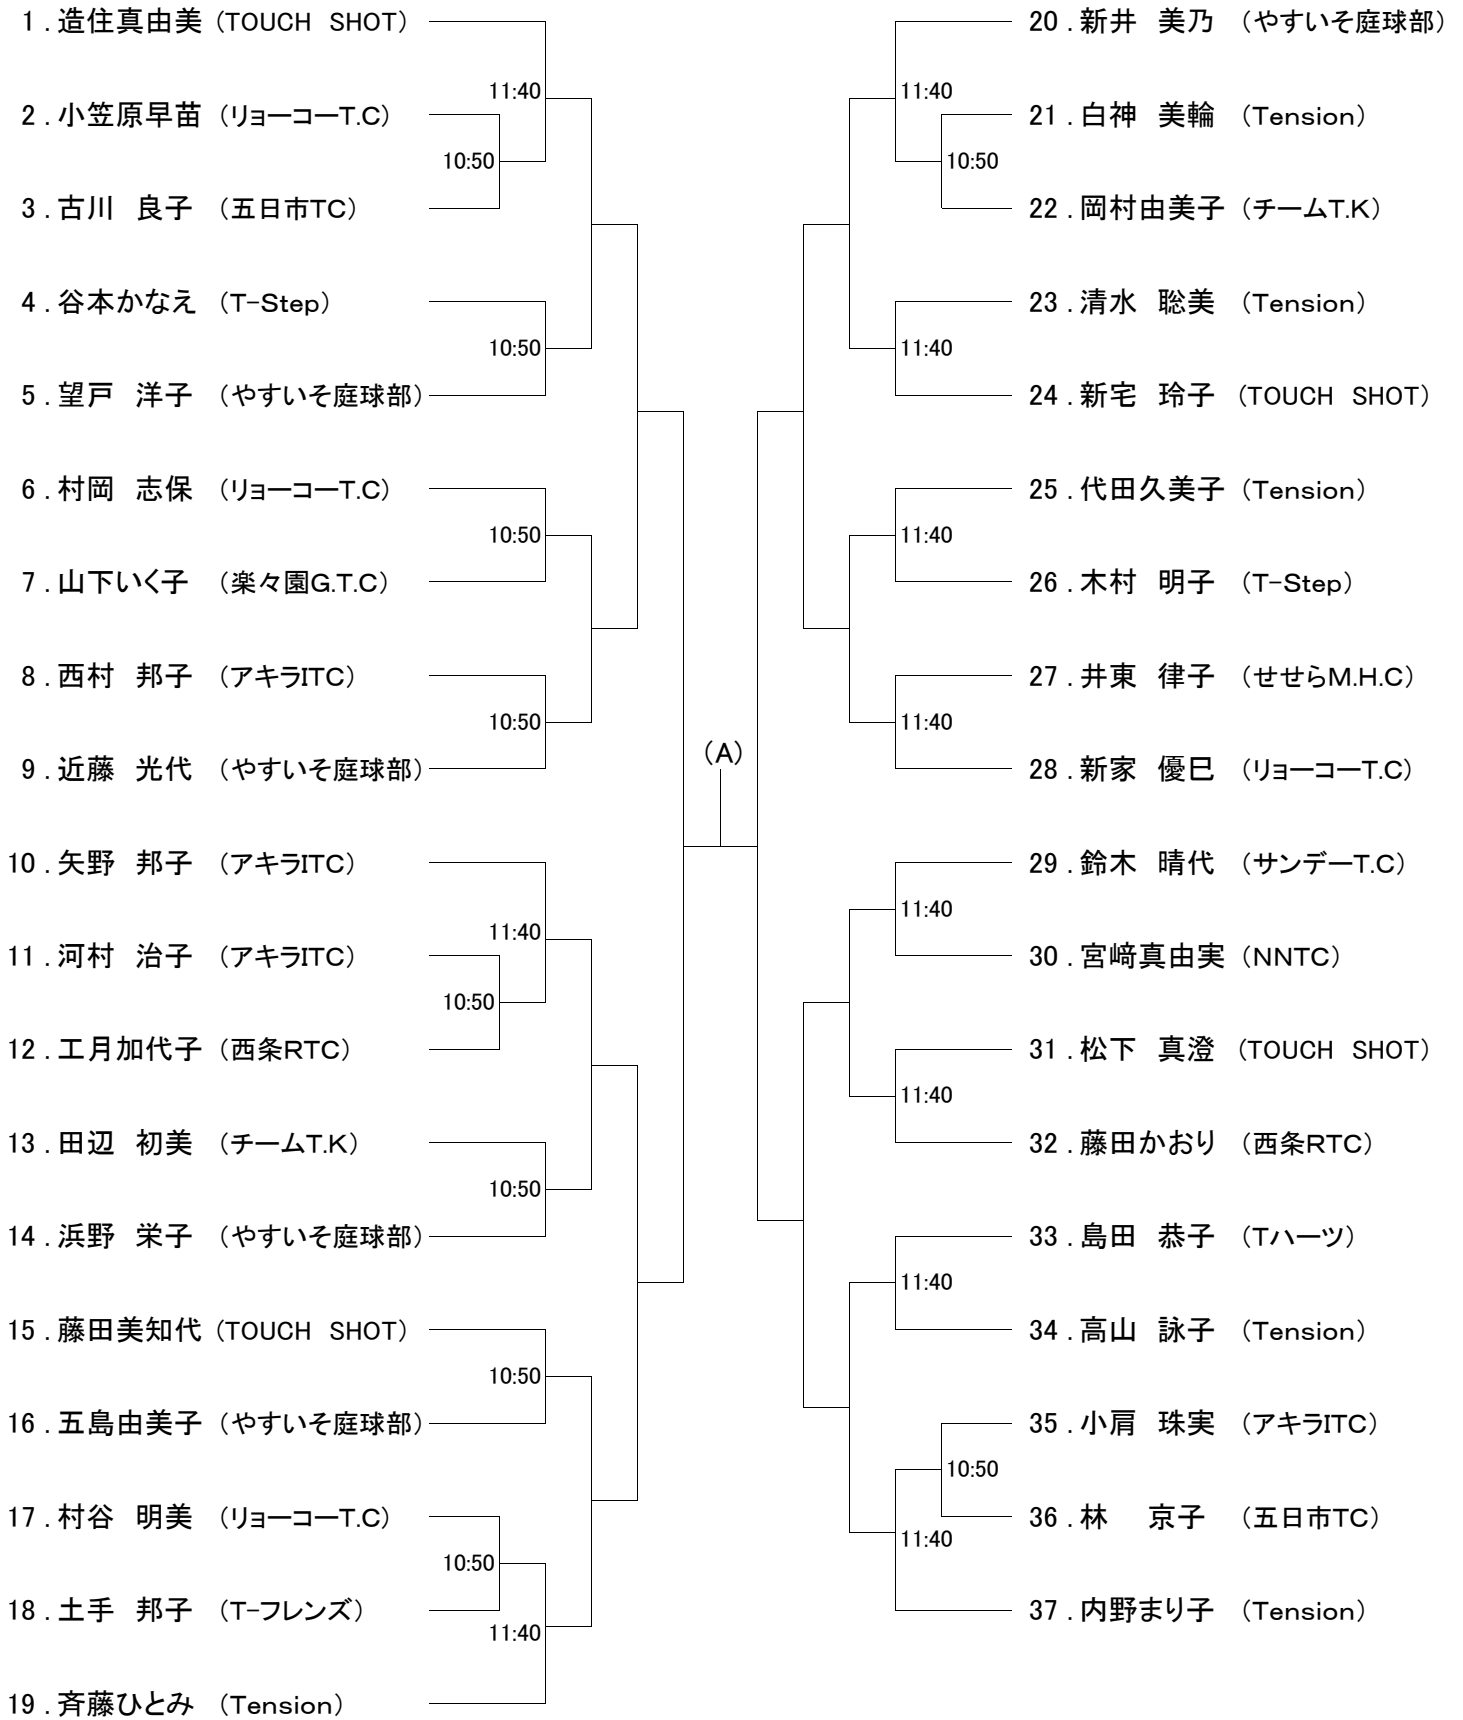 1 . 造住真由美 (TOUCH SHOT)
11:40
2 . 小笠原早苗 (リョーコーT.C)
10:50
3 . 古川 良子 (五日市TC)
4 . 谷本かなえ (T-Step)
10:50
5 . 望戸 洋子 (やすいそ庭球部)
6 . 村岡 志保 (リョーコーT.C)
10:50
7 . 山下いく子 (楽々園G.T.C)
8 . 西村 邦子 (アキラITC)
10:50
9 . 近藤 光代 (やすいそ庭球部)
10 . 矢野 邦子 (アキラITC)
11:40
11 . 河村 治子 (アキラITC)
10:50
12 . 工月加代子 (西条RTC)
13 . 田辺 初美 (チームT.K)
10:50
14 . 浜野 栄子 (やすいそ庭球部)
15 . 藤田美知代 (TOUCH SHOT)
10:50
16 . 五島由美子 (やすいそ庭球部)
17 . 村谷 明美 (リョーコーT.C)
10:50
18 . 土手 邦子 (T-フレンズ)
11:40
19 . 斉藤ひとみ (Tension)
(A)
20 . 新井 美乃 (やすいそ庭球部)
11:40
21 . 白神 美輪 (Tension)
10:50
22 . 岡村由美子 (チームT.K)
23 . 清水 聡美 (Tension)
11:40
24 . 新宅 玲子 (TOUCH SHOT)
25 . 代田久美子 (Tension)
11:40
26 . 木村 明子 (T-Step)
27 . 井東 律子 (せせらM.H.C)
11:40
28 . 新家 優巳 (リョーコーT.C)
29 . 鈴木 晴代 (サンデーT.C)
11:40
30 . 宮﨑真由実 (NNTC)
31 . 松下 真澄 (TOUCH SHOT)
11:40
32 . 藤田かおり (西条RTC)
33 . 島田 恭子 (Tハーツ)
11:40
34 . 高山 詠子 (Tension)
35 . 小肩 珠実 (アキラITC)
10:50
36 . 林 京子 (五日市TC)
11:40
37 . 内野まり子 (Tension)